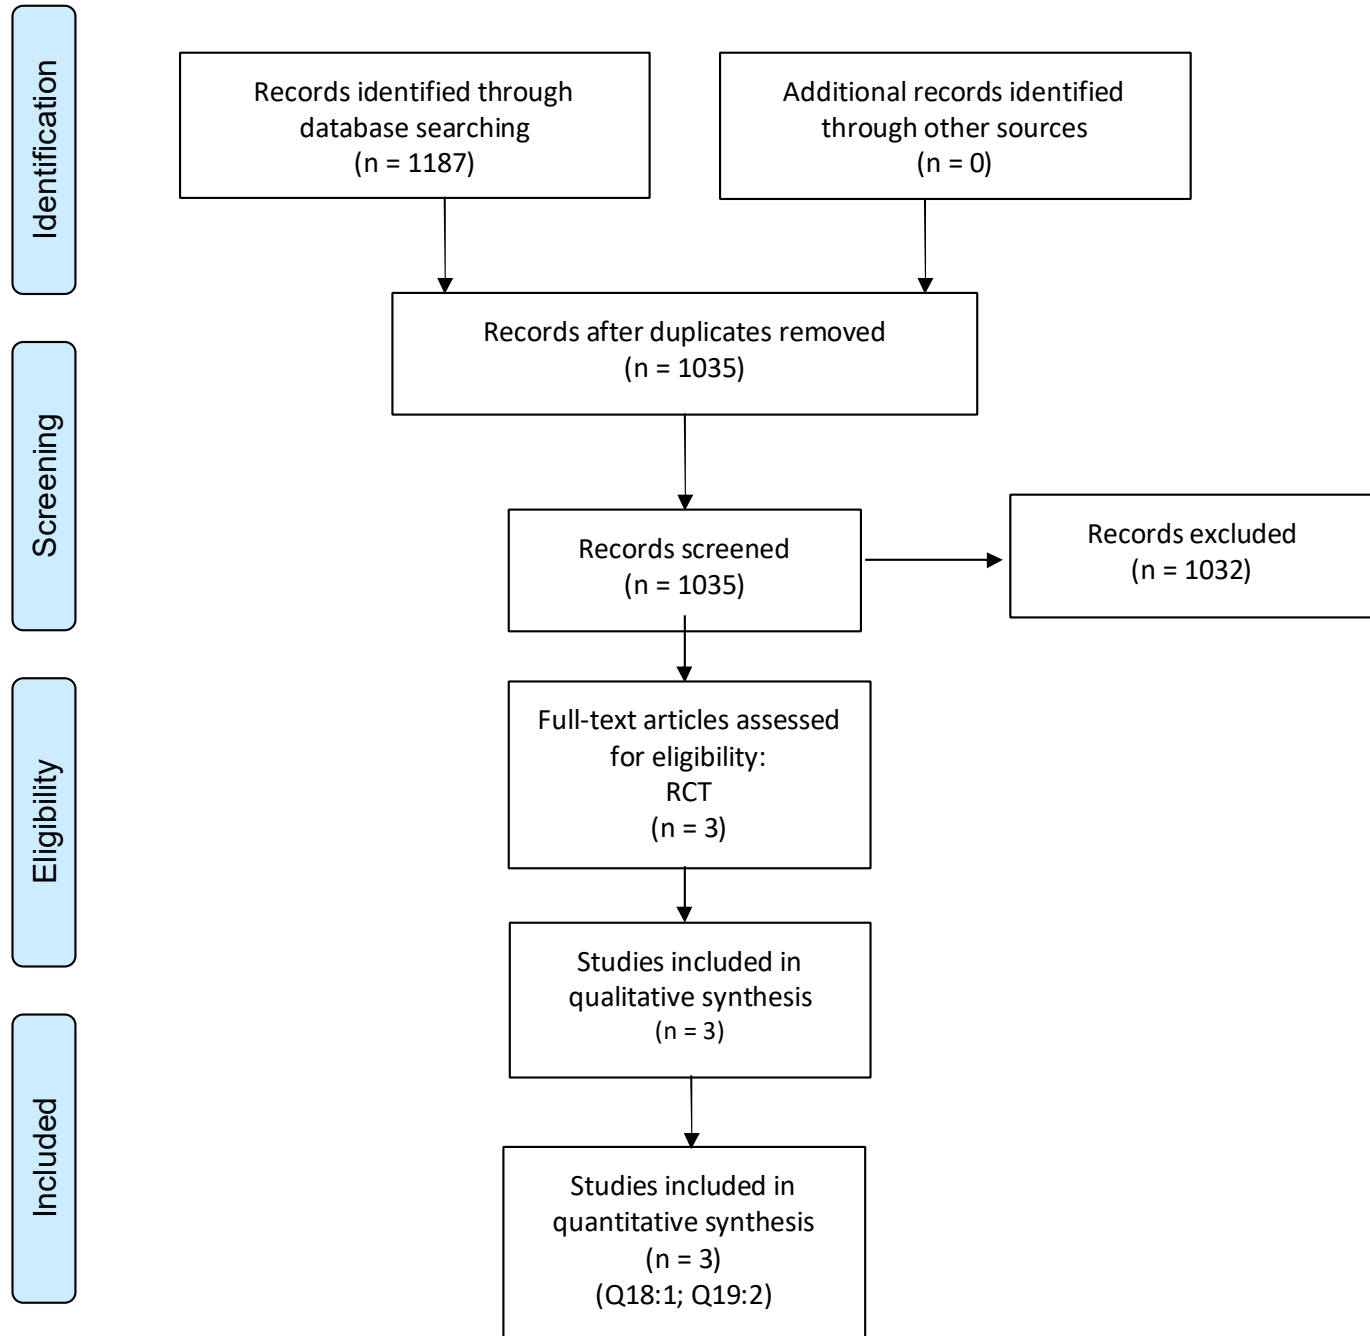 Identification
Records identified through
database searching
(n = 1187)
Additional records identified
through other sources
(n = 0)
Records after duplicates removed
(n = 1035)
Screening
Records screened
(n = 1035)
Records excluded
(n = 1032)
Eligibility
Full-text articles assessed
for eligibility:
RCT
(n = 3)
Studies included in
qualitative synthesis
(n = 3)
Included
Studies included in
quantitative synthesis
(n = 3)
(Q18:1; Q19:2)